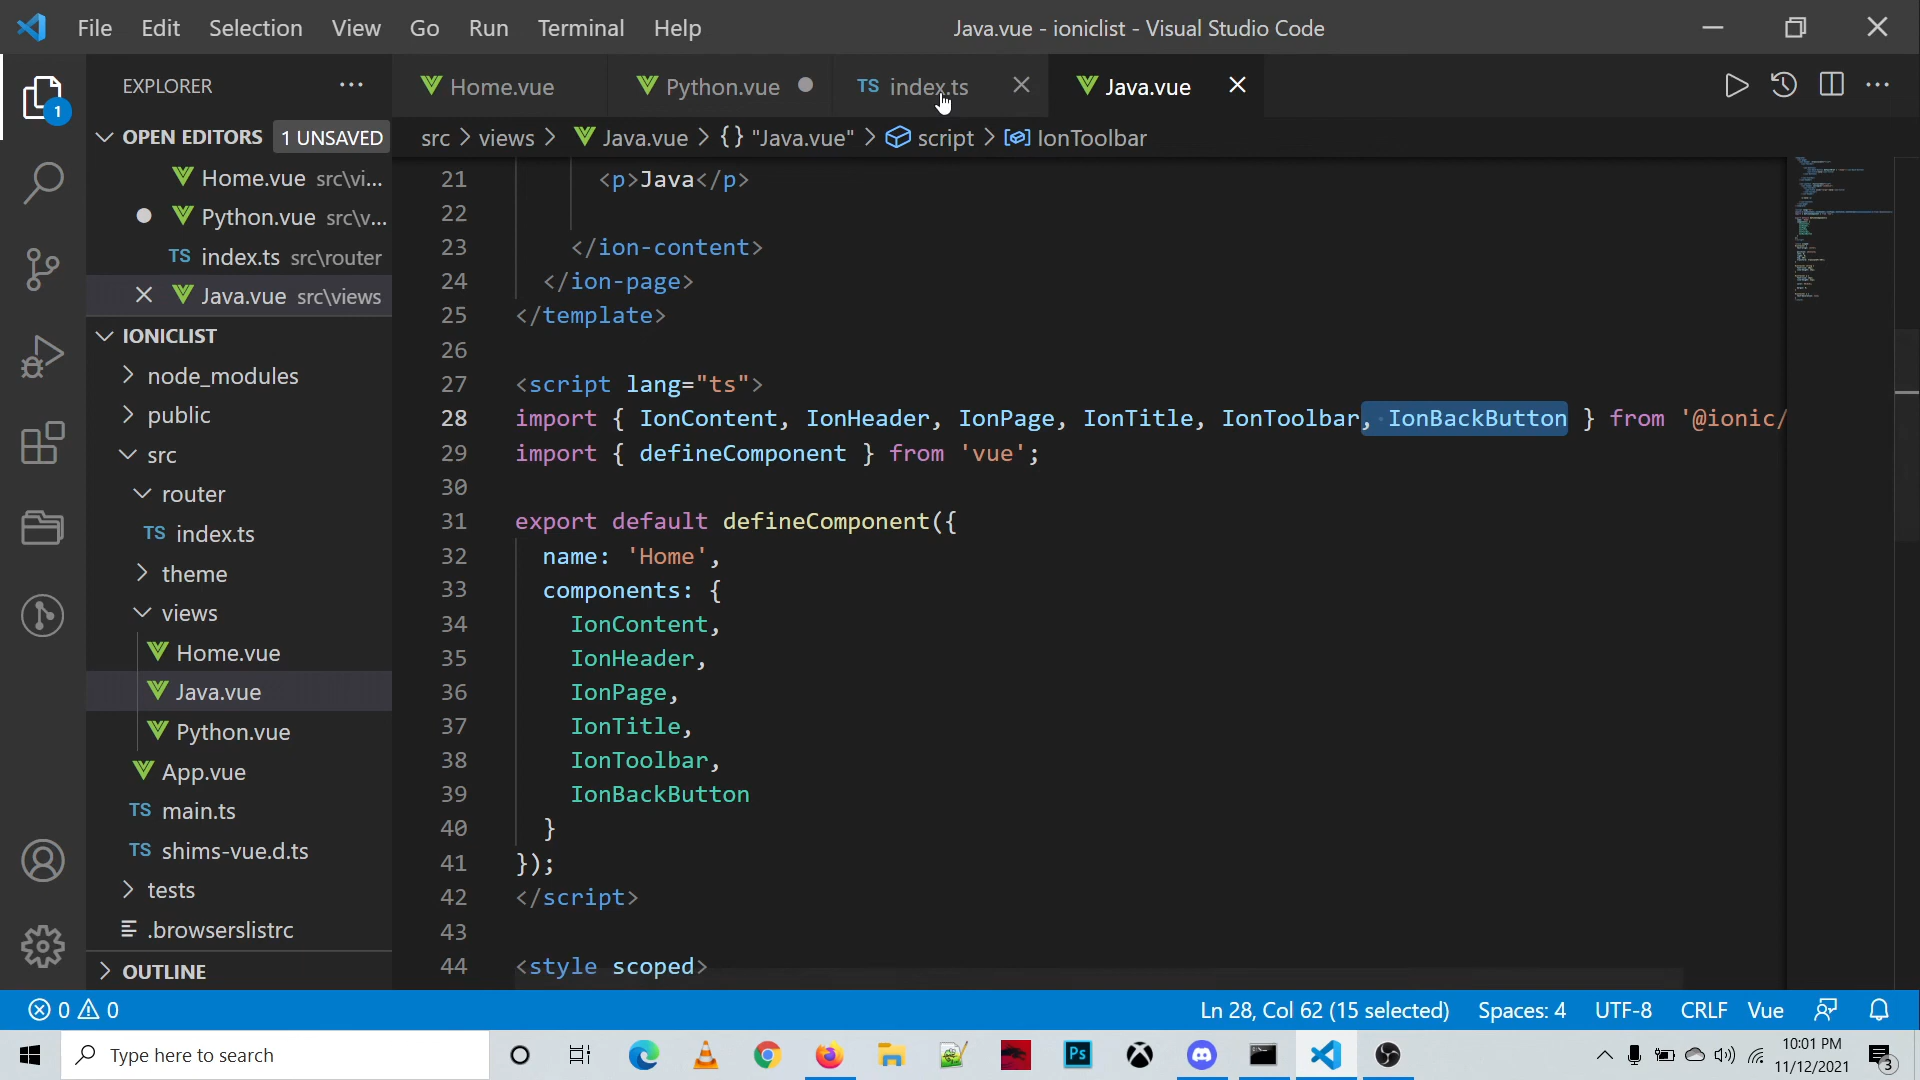 File Edit Selection View Go Run Terminal Help Java.vue - ioniclist - Visual Studio Code
1 EXPLORER ... Home.vue Python.vue TS index.ts Java.vue
OPEN EDITORS 1 UNSAVED
src > views > Java.vue > {} "Java.vue" > script > IonToolbar
Home.vue src\vi...
Python.vue src\v...
TS index.ts src\router
Java.vue src\views
IONICLIST
node_modules
public
src
router
TS index.ts
theme
views
Home.vue
Java.vue
Python.vue
App.vue
TS main.ts
TS shims-vue.d.ts
tests
.browserslistrc
OUTLINE
21 <p>Java</p>
22
23 </ion-content>
24 </ion-page>
25 </template>
26
27 <script lang="ts">
28 import { IonContent, IonHeader, IonPage, IonTitle, IonToolbar, IonBackButton } from '@ionic/
29 import { defineComponent } from 'vue';
30
31 export default defineComponent({
32 name: 'Home',
33 components: {
34 IonContent,
35 IonHeader,
36 IonPage,
37 IonTitle,
38 IonToolbar,
39 IonBackButton
40 }
41 });
42 </script>
43
44 <style scoped>
0 0 Ln 28, Col 62 (15 selected) Spaces: 4 UTF-8 CRLF Vue
Type here to search Ps 10:01 PM
11/12/2021 3